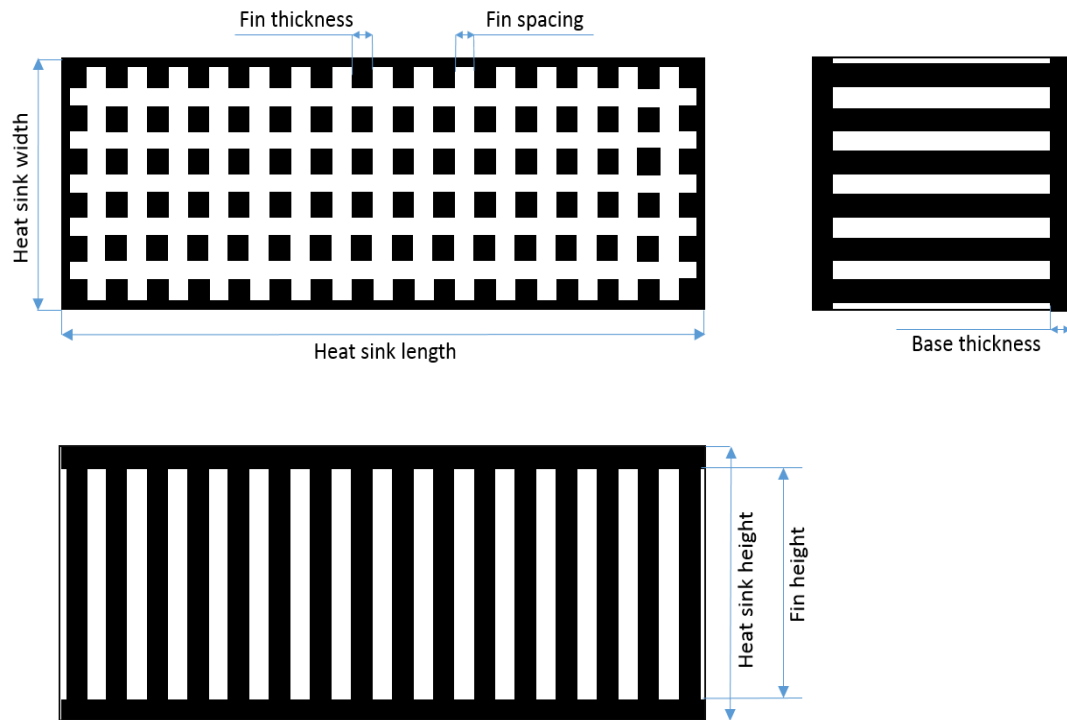 Fin thickness
Fin spacing
Heat sink width
Heat sink length
Base thickness
Heat sink height
Fin height